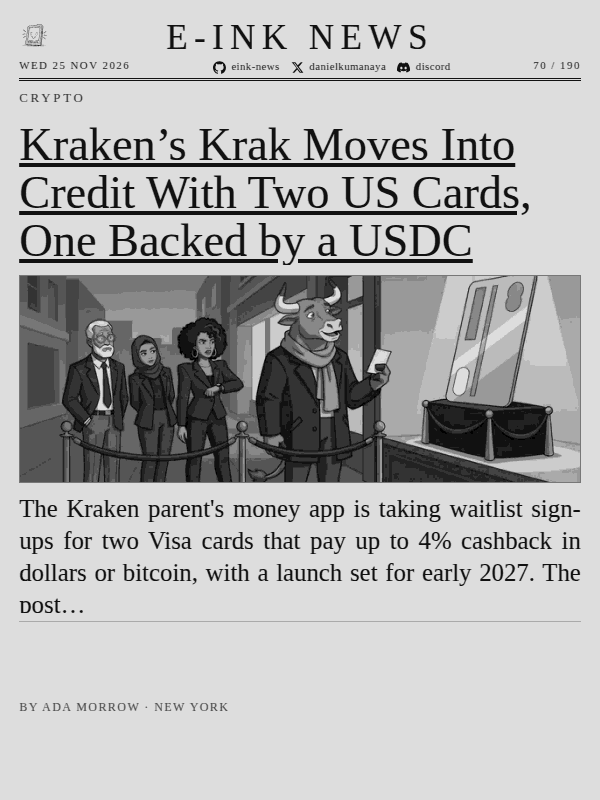 E-INK NEWS
WED 25 NOV 2026
eink-news danielkumanaya discord
70 / 190
CRYPTO
Kraken’s Krak Moves Into
Credit With Two US Cards,
One Backed by a USDC
The Kraken parent's money app is taking waitlist sign-
ups for two Visa cards that pay up to 4% cashback in
dollars or bitcoin, with a launch set for early 2027. The
post…
BY ADA MORROW · NEW YORK